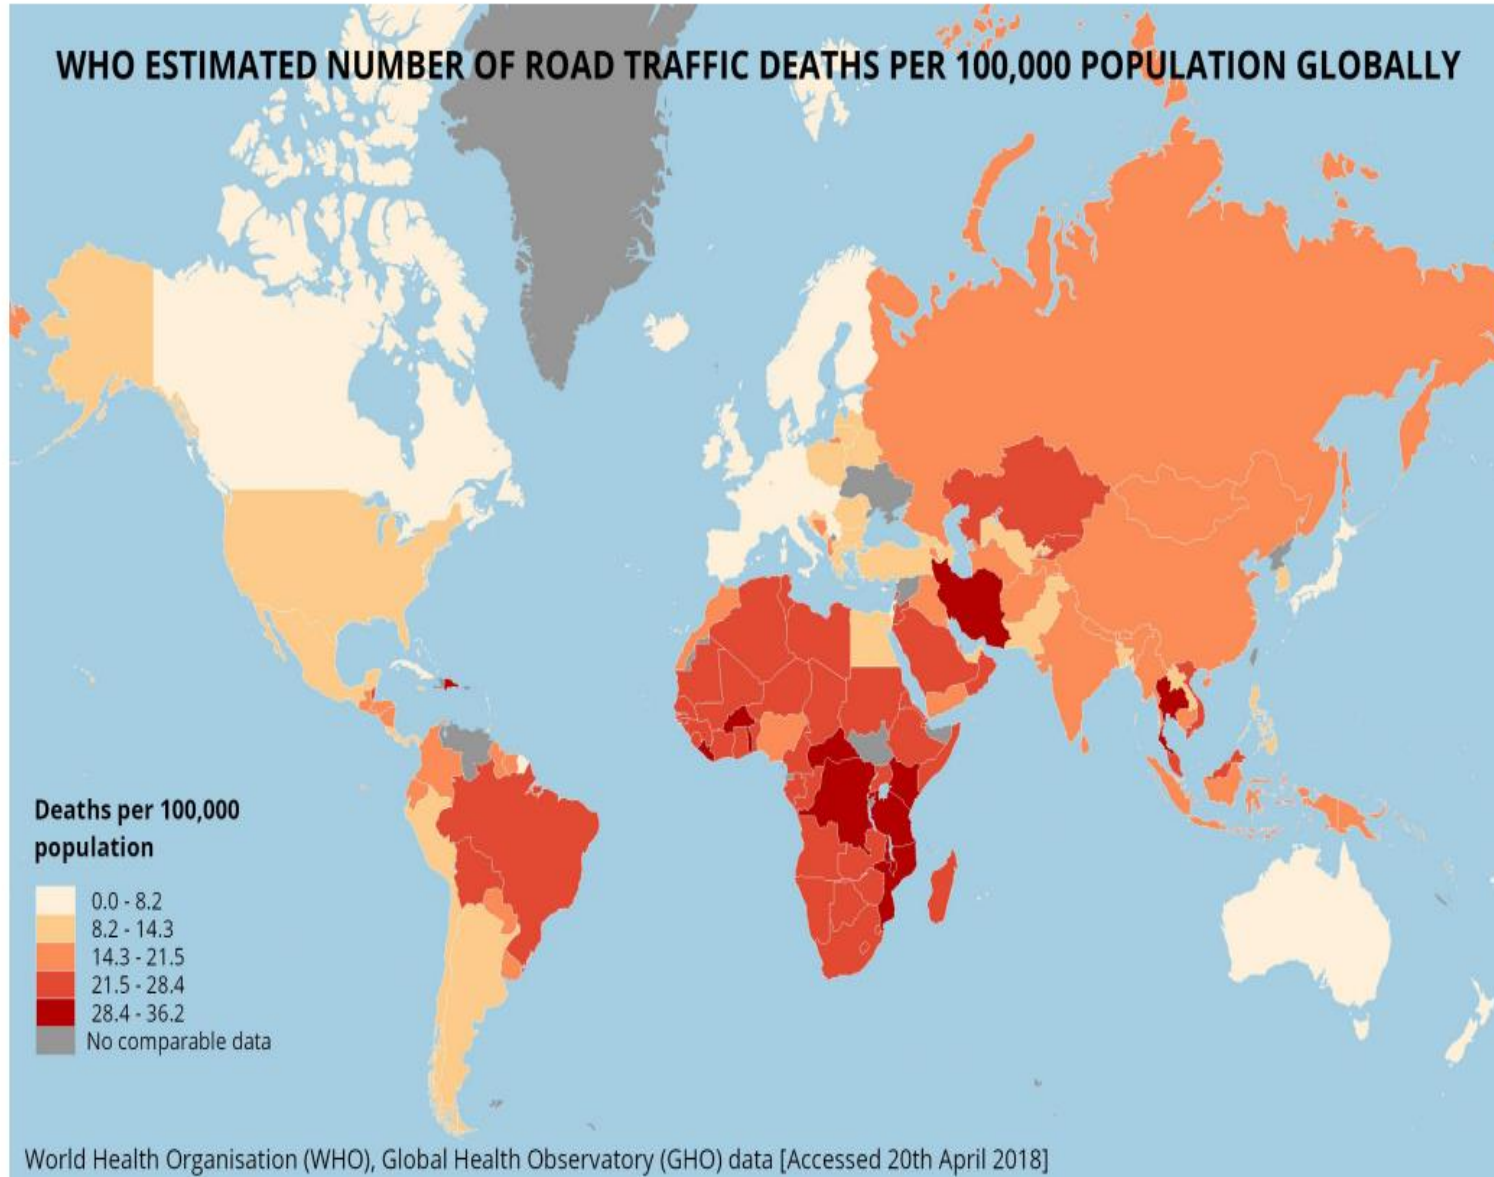 WHO ESTIMATED NUMBER OF ROAD TRAFFIC DEATHS PER 100,000 POPULATION GLOBALLY
Deaths per 100,000
population
0.0 - 8.2
8.2 - 14.3
14.3 - 21.5
21.5 - 28.4
28.4 - 36.2
No comparable data
World Health Organisation (WHO), Global Health Observatory (GHO) data [Accessed 20th April 2018]